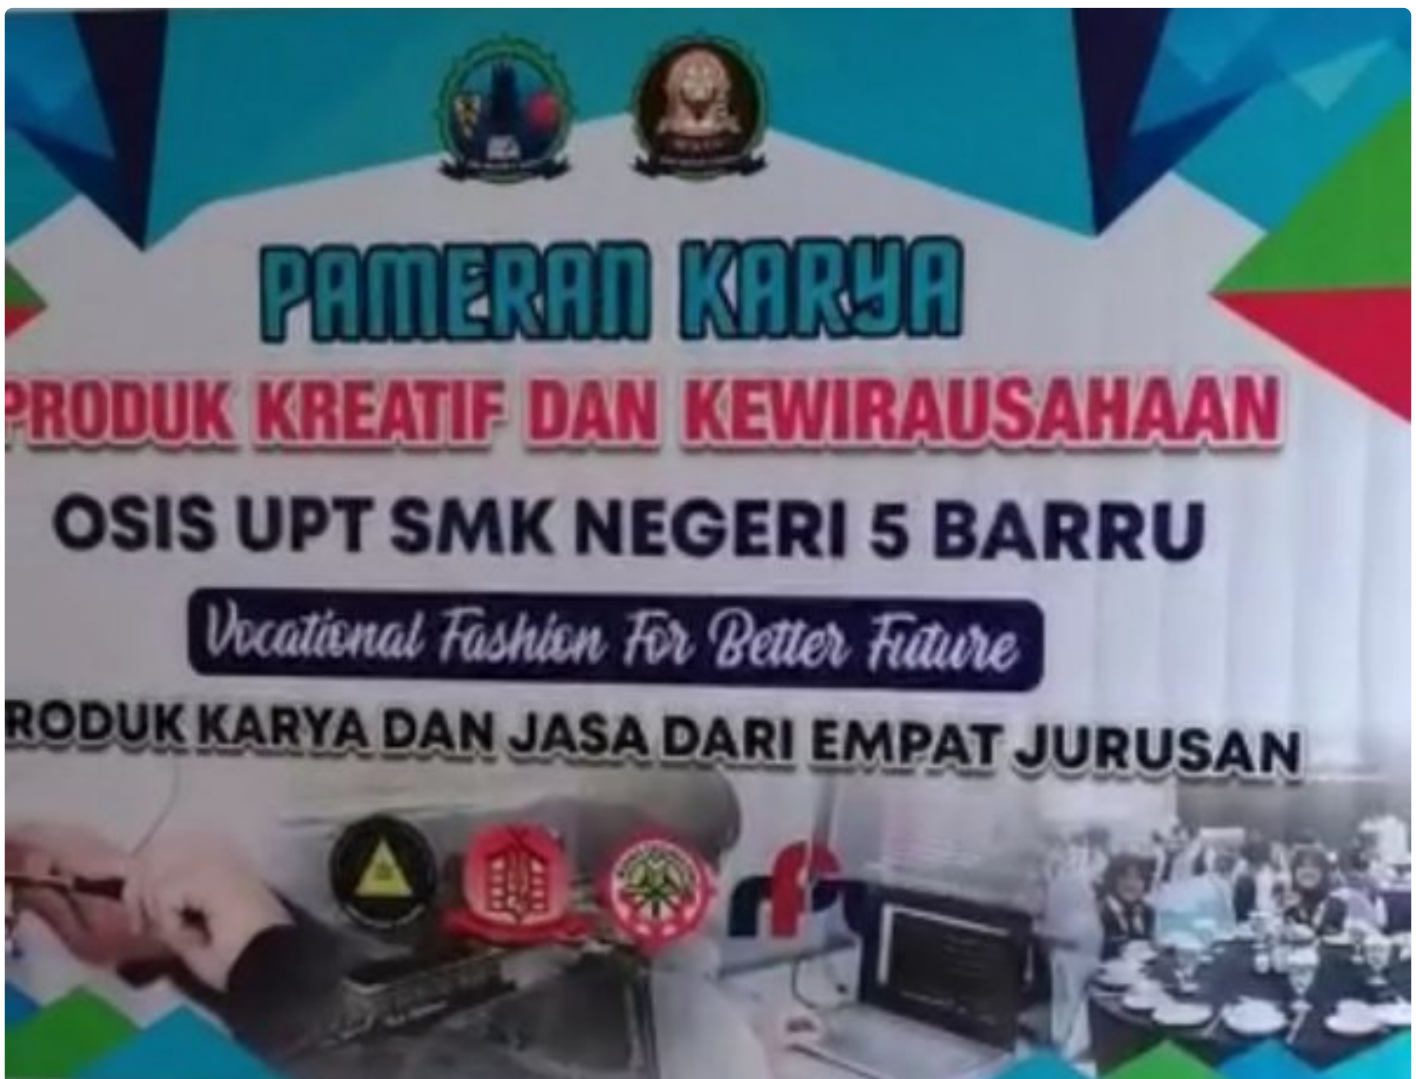 PAMERAN KARYA
PRODUK KREATIF DAN KEWIRAUSAHAAN
OSIS UPT SMK NEGERI 5 BARRU
Vocational Fashion For Better Future
RODUK KARYA DAN JASA DARI EMPAT JURUSAN